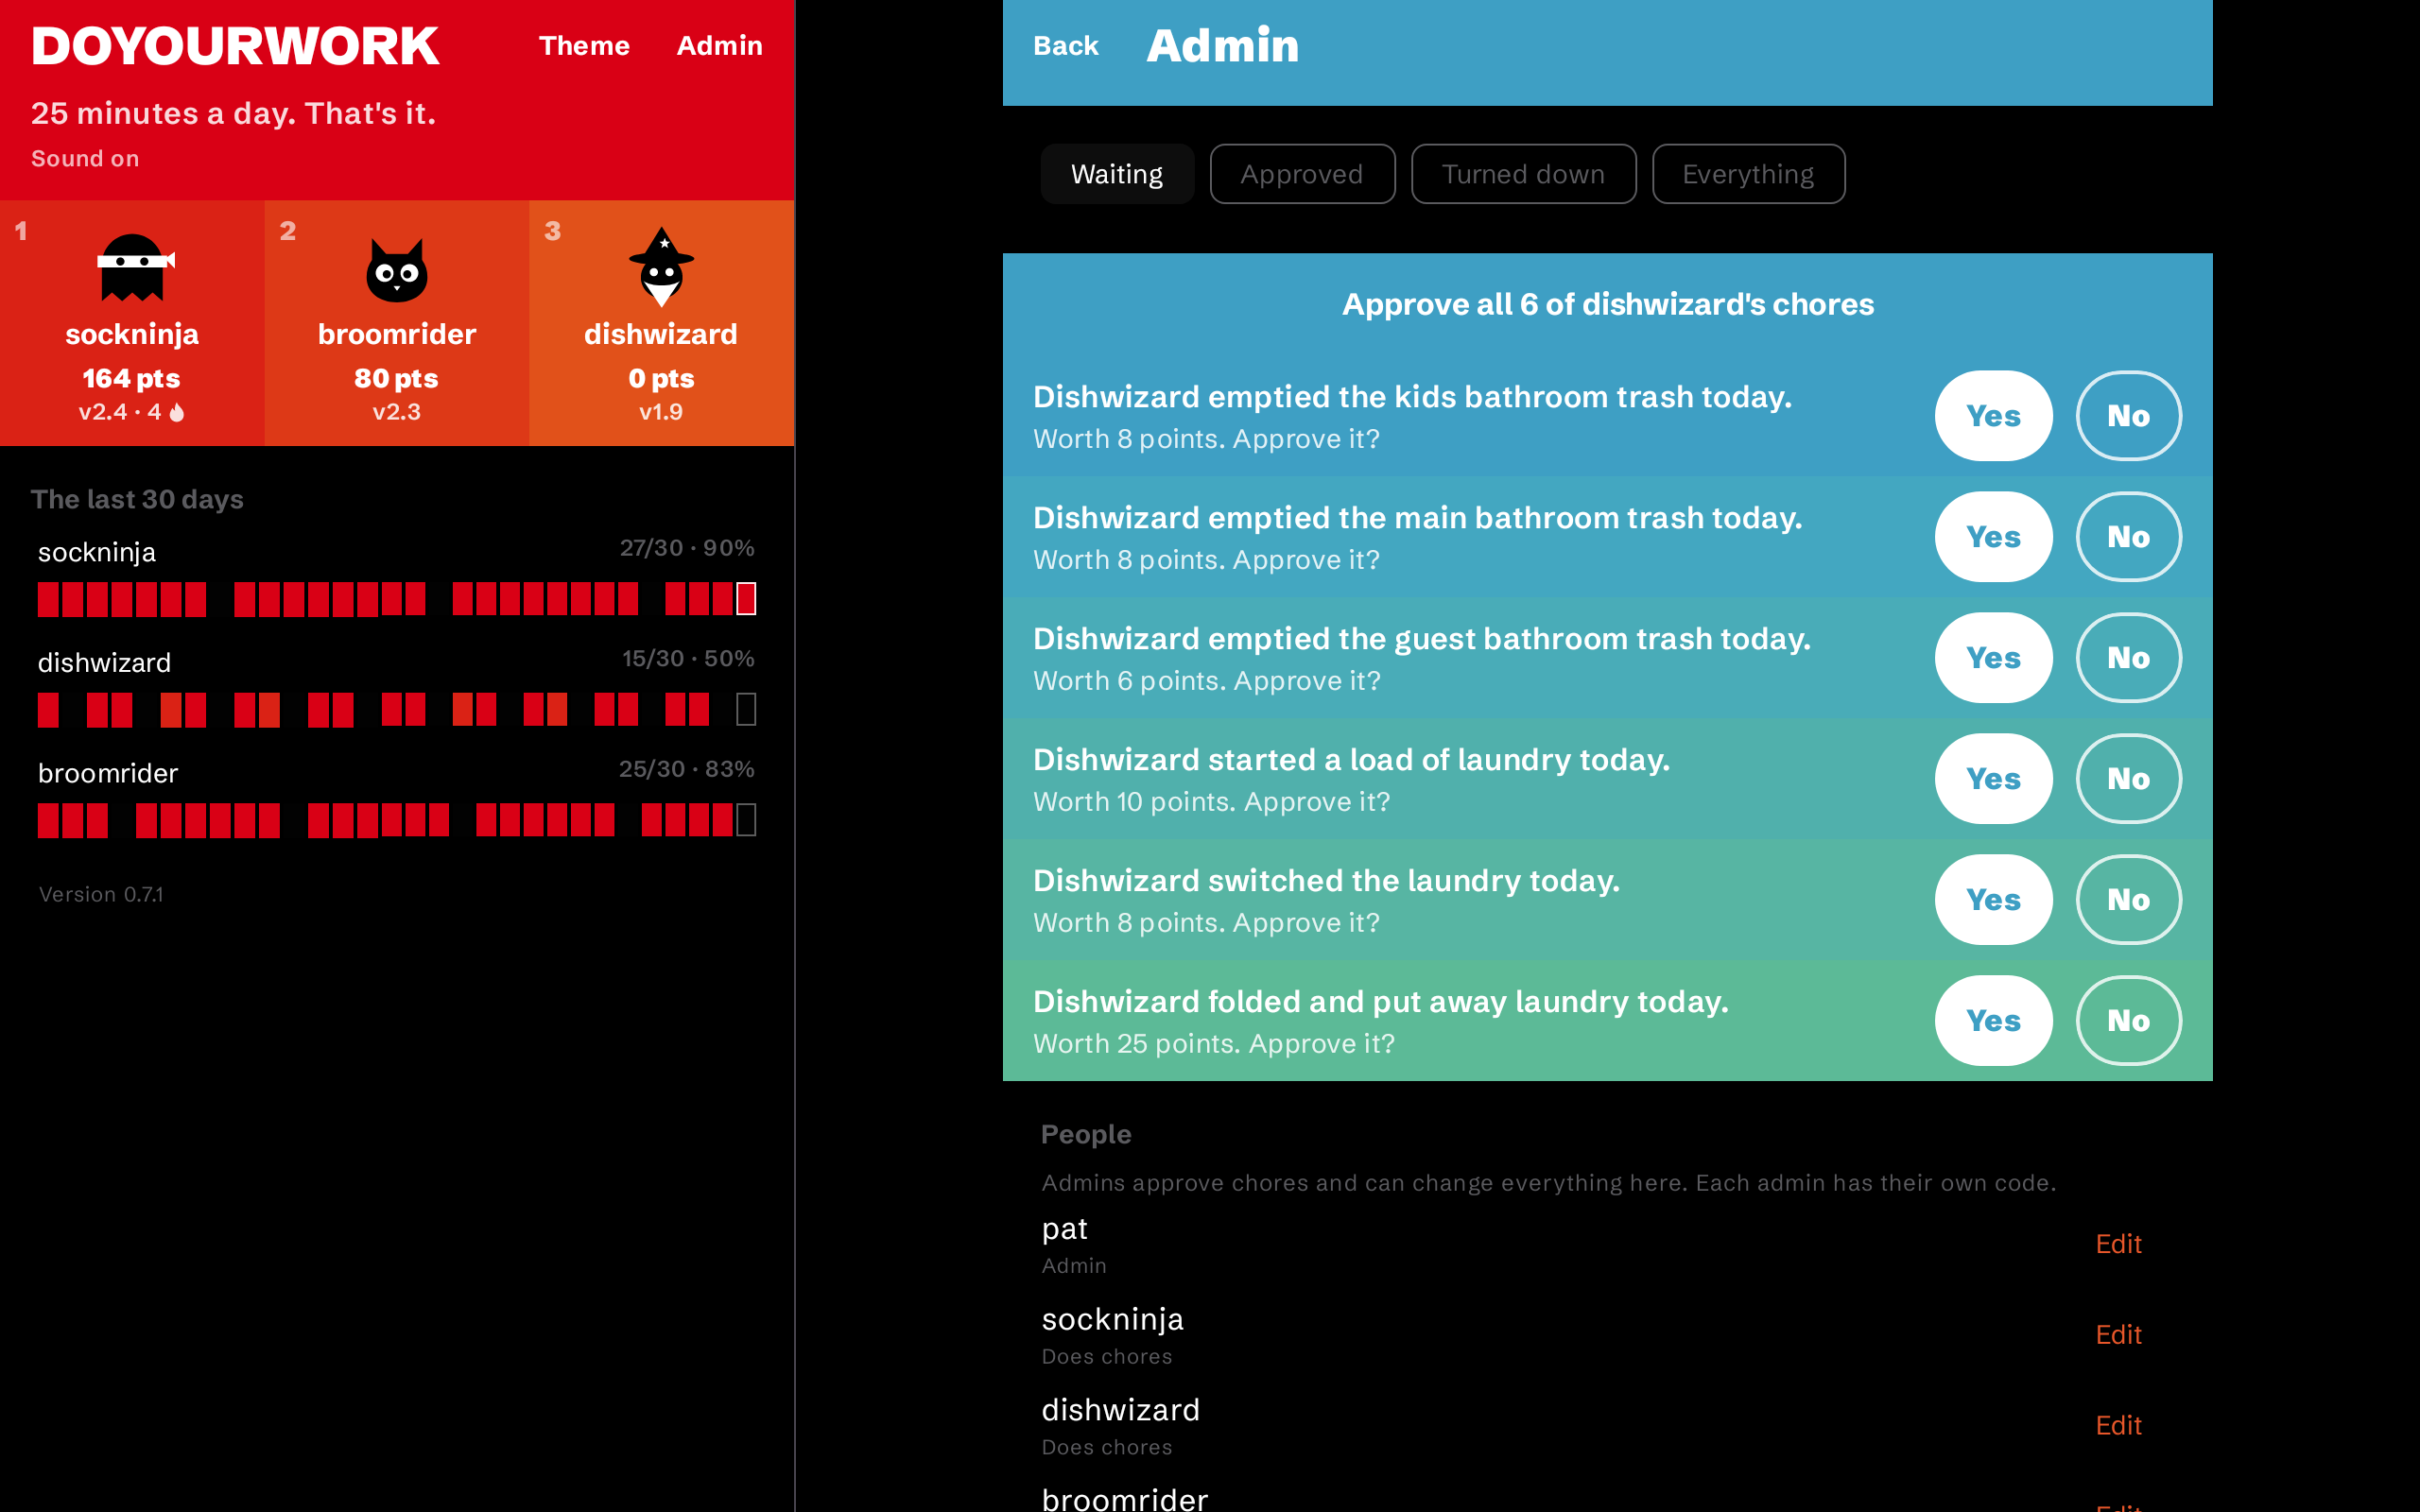 DOYOURWORK
Theme
Admin
25 minutes a day. That's it.
Sound on
1
sockninja
164 pts
v2.4 · 4
2
broomrider
80 pts
v2.3
3
dishwizard
0 pts
v1.9
The last 30 days
sockninja
27/30 · 90%
dishwizard
15/30 · 50%
broomrider
25/30 · 83%
Version 0.7.1
Back
Admin
Waiting
Approved
Turned down
Everything
Approve all 6 of dishwizard's chores
Dishwizard emptied the kids bathroom trash today.
Worth 8 points. Approve it?
Yes
No
Dishwizard emptied the main bathroom trash today.
Worth 8 points. Approve it?
Yes
No
Dishwizard emptied the guest bathroom trash today.
Worth 6 points. Approve it?
Yes
No
Dishwizard started a load of laundry today.
Worth 10 points. Approve it?
Yes
No
Dishwizard switched the laundry today.
Worth 8 points. Approve it?
Yes
No
Dishwizard folded and put away laundry today.
Worth 25 points. Approve it?
Yes
No
People
Admins approve chores and can change everything here. Each admin has their own code.
pat
Admin
Edit
sockninja
Does chores
Edit
dishwizard
Does chores
Edit
broomrider
Edit